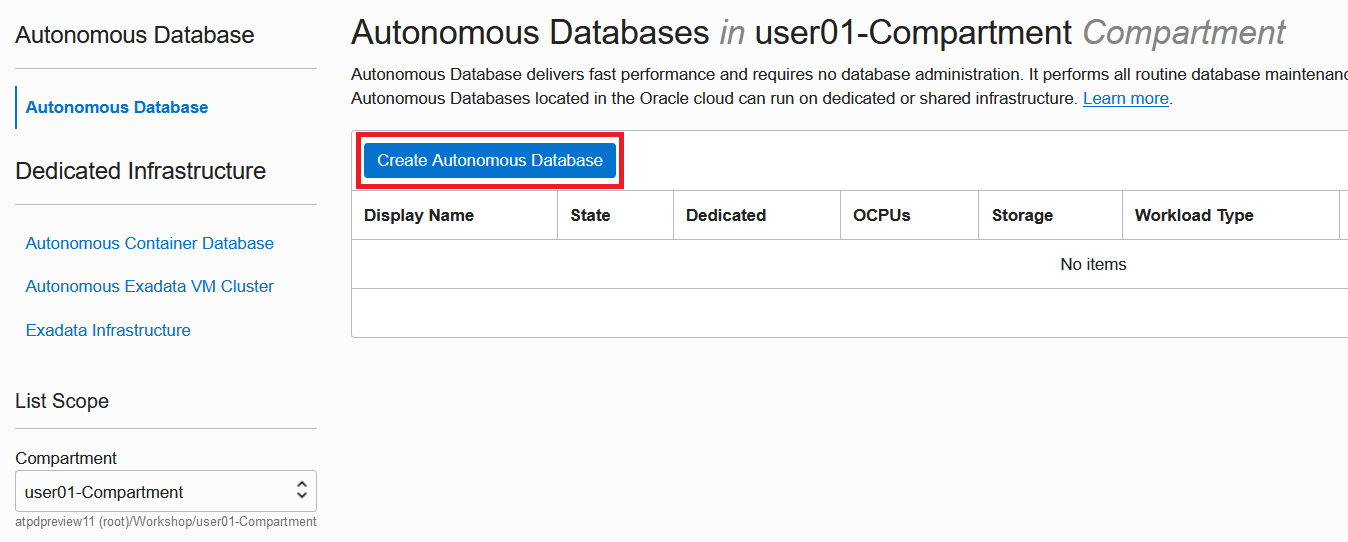 Autonomous Database
Autonomous Database
Dedicated Infrastructure
Autonomous Container Database
Autonomous Exadata VM Cluster
Exadata Infrastructure
List Scope
Compartment
user01-Compartment
atpdpreview11 (root)/Workshop/user01-Compartment
Autonomous Databases in user01-Compartment Compartment
Autonomous Database delivers fast performance and requires no database administration. It performs all routine database maintenanc
Autonomous Databases located in the Oracle cloud can run on dedicated or shared infrastructure. Learn more.
Create Autonomous Database
Display Name State Dedicated OCPUs Storage Workload Type
No items